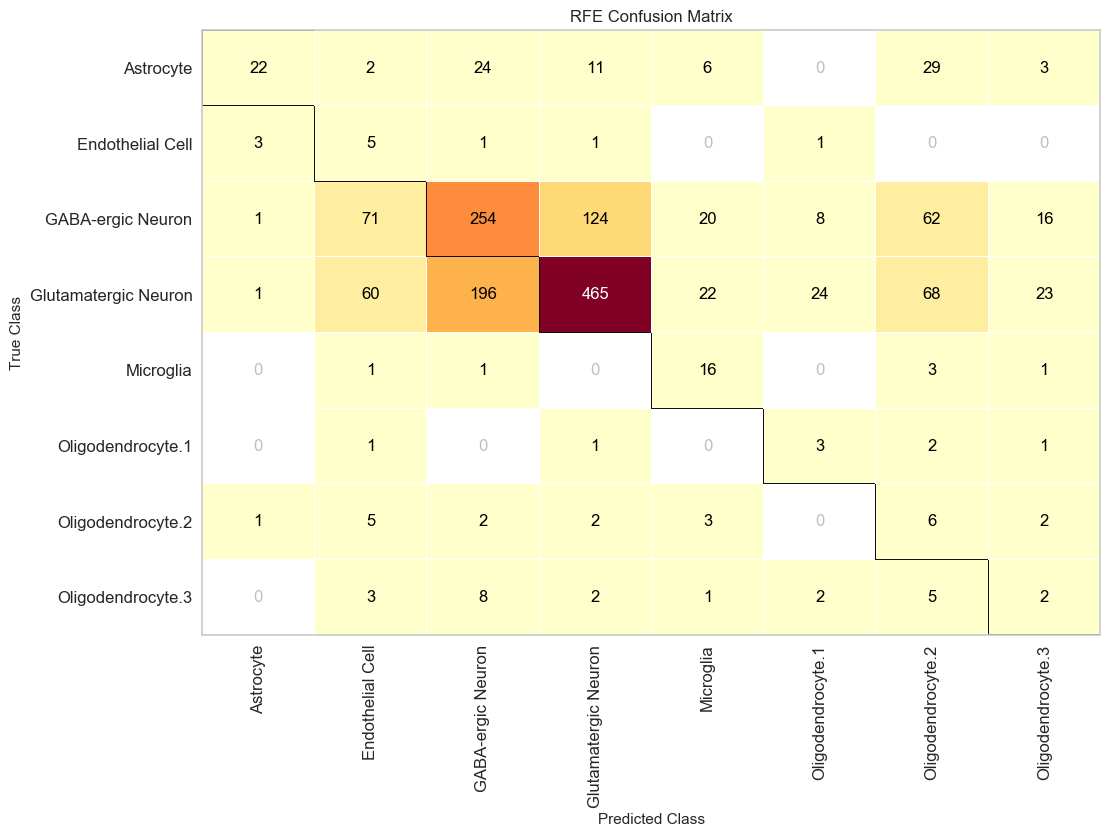 RFE Confusion Matrix
True Class
Astrocyte 22 2 24 11 6 0 29 3
Endothelial Cell 3 5 1 1 0 1 0 0
GABA-ergic Neuron 1 71 254 124 20 8 62 16
Glutamatergic Neuron 1 60 196 465 22 24 68 23
Microglia 0 1 1 0 16 0 3 1
Oligodendrocyte.1 0 1 0 1 0 3 2 1
Oligodendrocyte.2 1 5 2 2 3 0 6 2
Oligodendrocyte.3 0 3 8 2 1 2 5 2
Astrocyte
Endothelial Cell
GABA-ergic Neuron
Glutamatergic Neuron
Microglia
Oligodendrocyte.1
Oligodendrocyte.2
Oligodendrocyte.3
Predicted Class